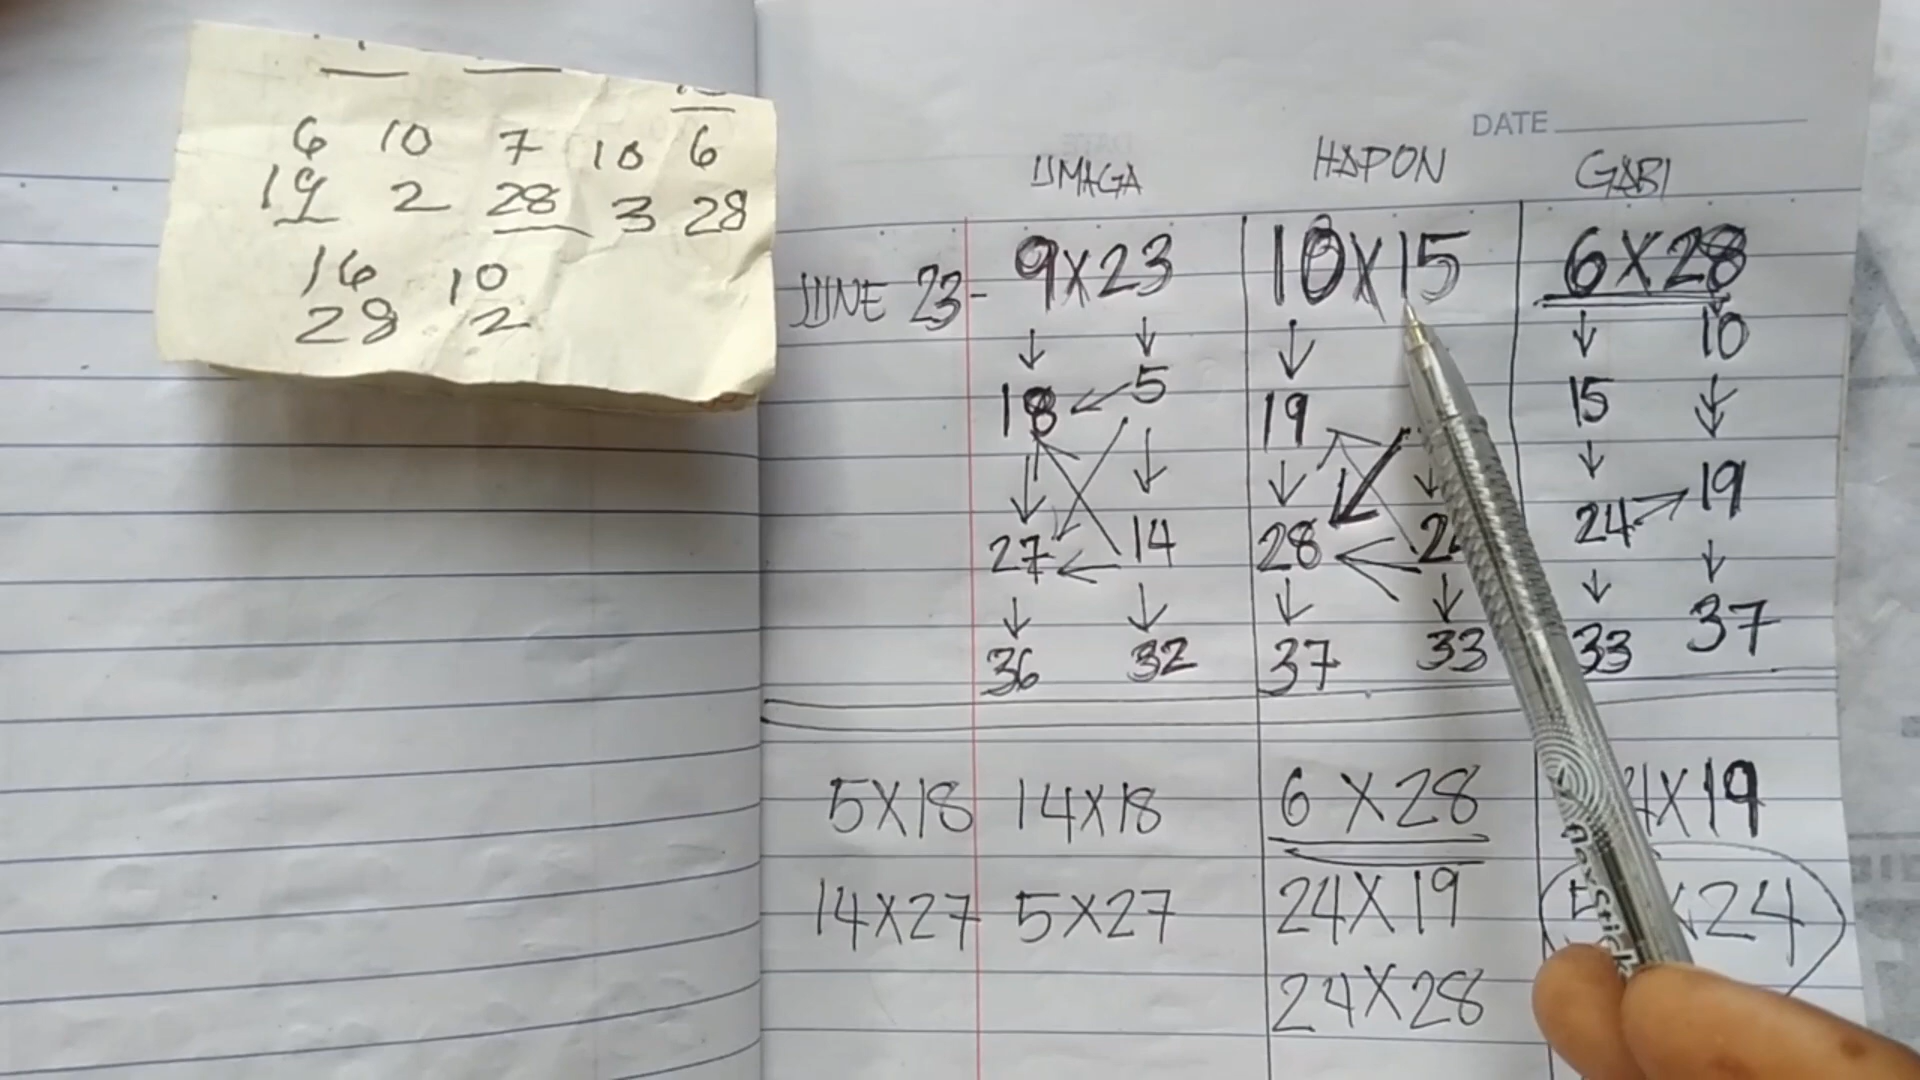 6 10 7 10 6
19 2 28 3 28
16 10
28 2
DATE
UMAGA HAPON GABI
JUNE 23- 9X23 10X15 6X28
10
18 5 19 15
27 14 28 24 19
36 32 37 33 33 37
5X18 14X18 6X28 X19
14X27 5X27 24X19 X24
24X28